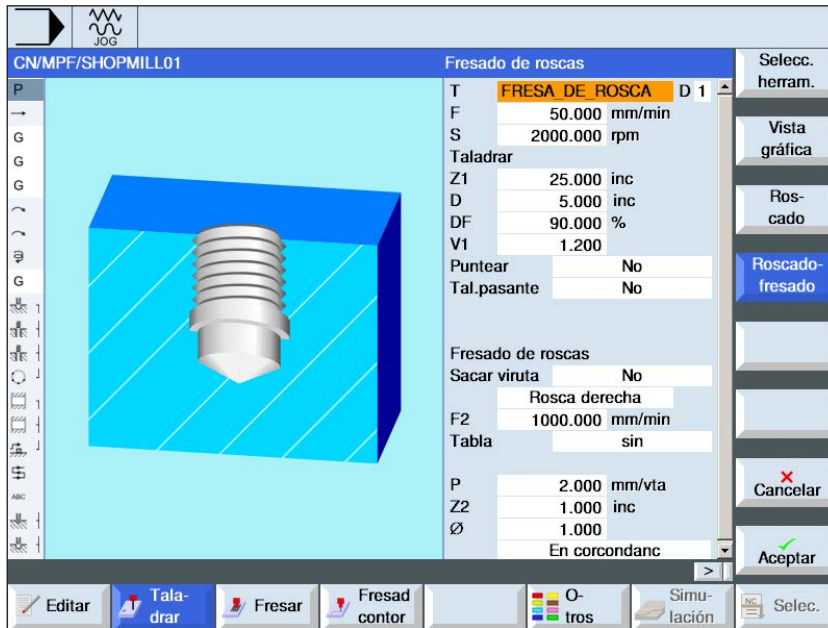 JOG
CN/MPF/SHOPMILL01
Fresado de roscas
P
G
G
G
G
ABC
T FRESA_DE_ROSCA D 1
F 50.000 mm/min
S 2000.000 rpm
Taladrar
Z1 25.000 inc
D 5.000 inc
DF 90.000 %
V1 1.200
Puntear No
Tal.pasante No
Fresado de roscas
Sacar viruta No
Rosca derecha
F2 1000.000 mm/min
Tabla sin
P 2.000 mm/vta
Z2 1.000 inc
Ø 1.000
En corcondanc
>
Selecc.
herram.
Vista
gráfica
Ros-
cado
Roscado-
fresado
Cancelar
Aceptar
Editar
Tala-
drar
Fresar
Fresad
contor
O-
tros
Simu-
lación
NC
Selec.